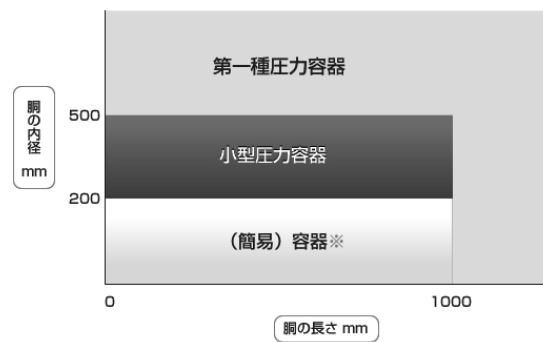 第一種圧力容器
胴の内径
mm
500
小型圧力容器
200
（簡易）容器※
0
1000
胴の長さ mm